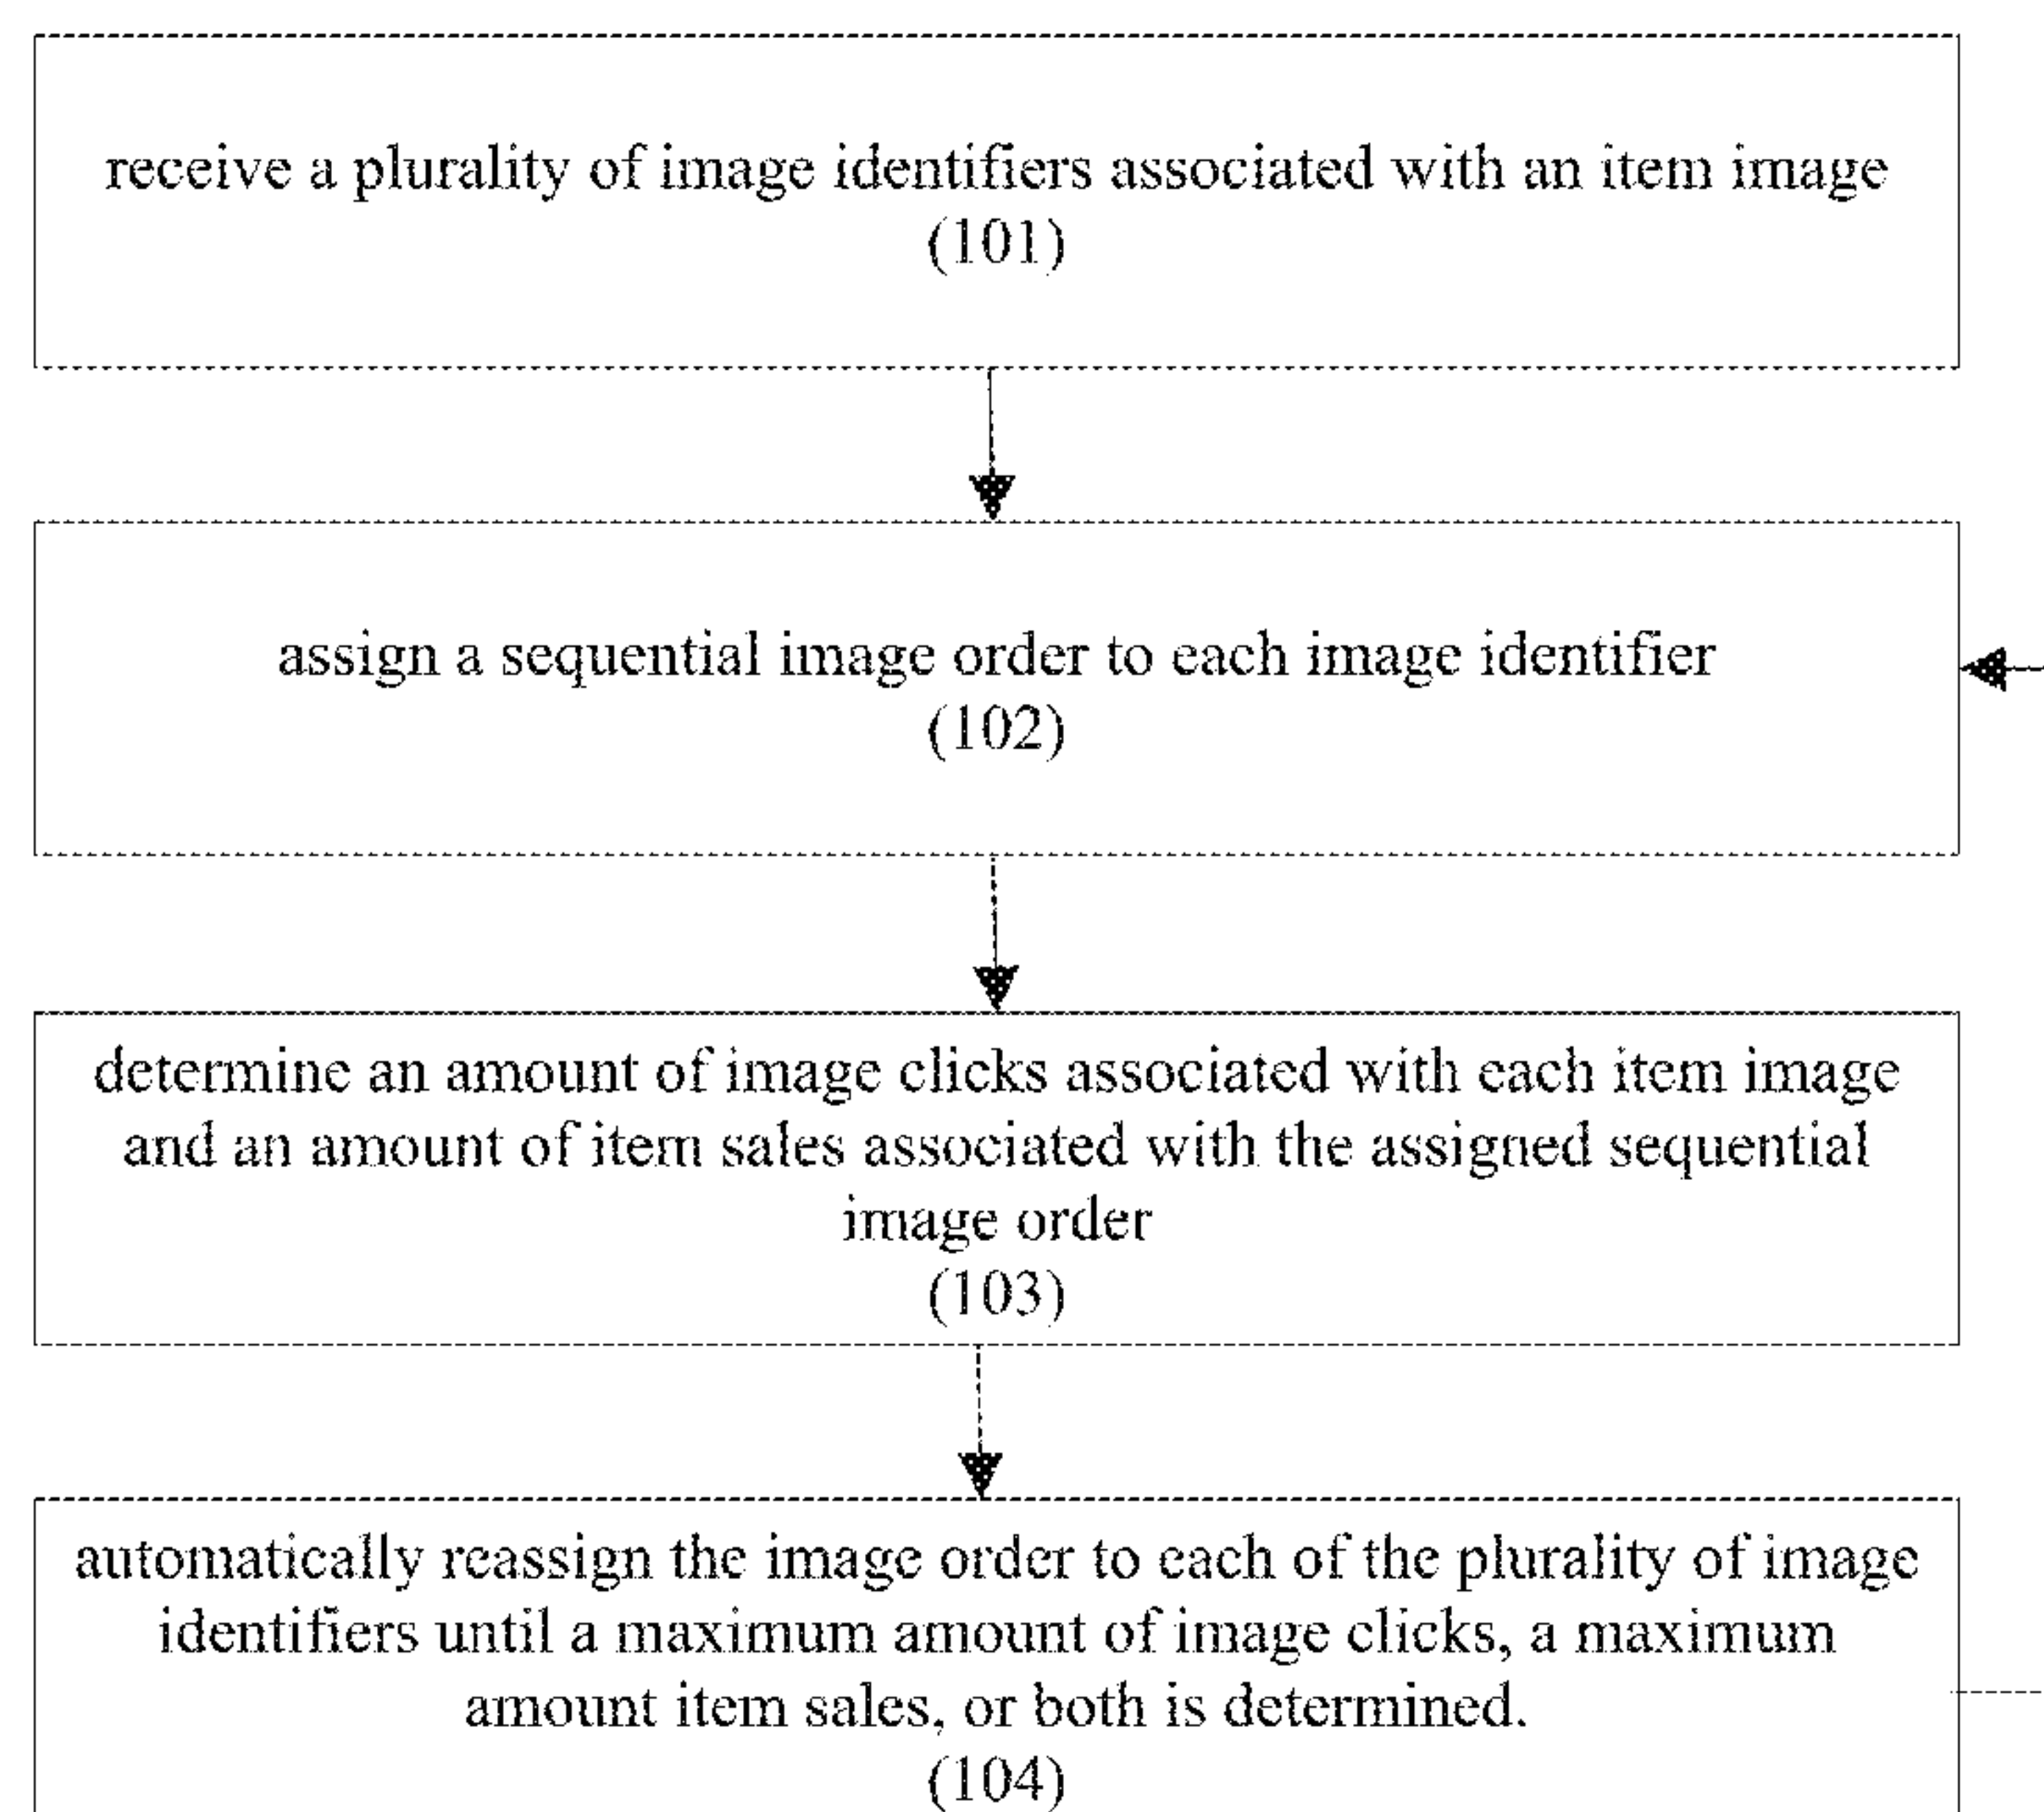 receive a plurality of image identifiers associated with an item image
(101)
assign a sequential image order to each image identifier
(102)
determine an amount of image clicks associated with each item image
and an amount of item sales associated with the assigned sequential
image order
(103)
automatically reassign the image order to each of the plurality of image
identifiers until a maximum amount of image clicks, a maximum
amount item sales, or both is determined.
(104)